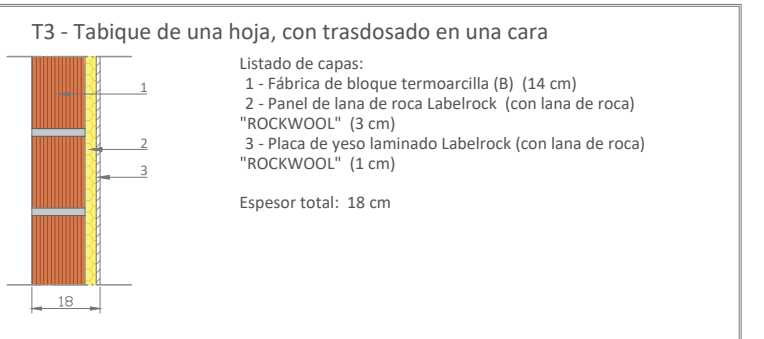 T3 - Tabique de una hoja, con trasdosado en una cara
Listado de capas:
1 - Fábrica de bloque termoarcilla (B) (14 cm)
2 - Panel de lana de roca Labelrock (con lana de roca)
"ROCKWOOL" (3 cm)
3 - Placa de yeso laminado Labelrock (con lana de roca)
"ROCKWOOL" (1 cm)
Espesor total: 18 cm
1
2
3
18